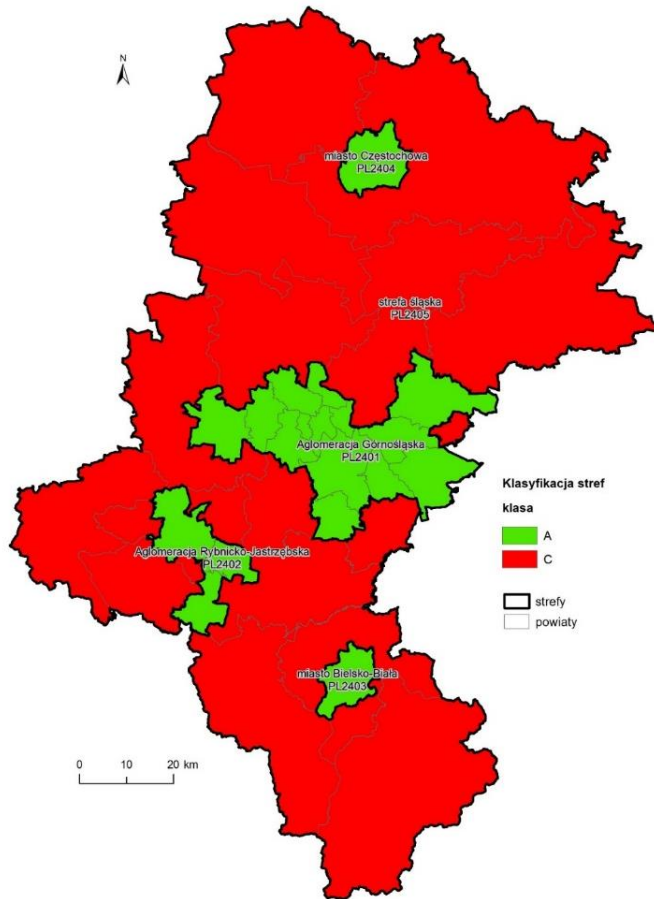 N
miasto Częstochowa
PL2404
strefa śląska
PL2405
Aglomeracja Górnośląska
PL2401
Klasyfikacja stref
klasa
A
C
strefy
powiaty
Aglomeracja Rybnicko-Jastrzębska
PL2402
miasto Bielsko-Biała
PL2403
0 10 20 km